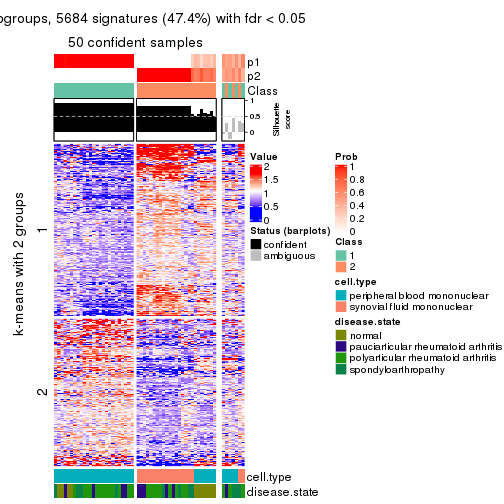 ogroups, 5684 signatures (47.4%) with fdr < 0.05
50 confident samples
p1
p2
Class
1
0.5
0
Silhouette
score
k-means with 2 groups
1
2
cell.type
disease.state
Value
2
1.5
1
0.5
0
Status (barplots)
confident
ambiguous
Prob
1
0.8
0.6
0.4
0.2
0
Class
1
2
cell.type
peripheral blood mononuclear
synovial fluid mononuclear
disease.state
normal
pauciarticular rheumatoid arthritis
polyarticular rheumatoid arthritis
spondyloarthropathy